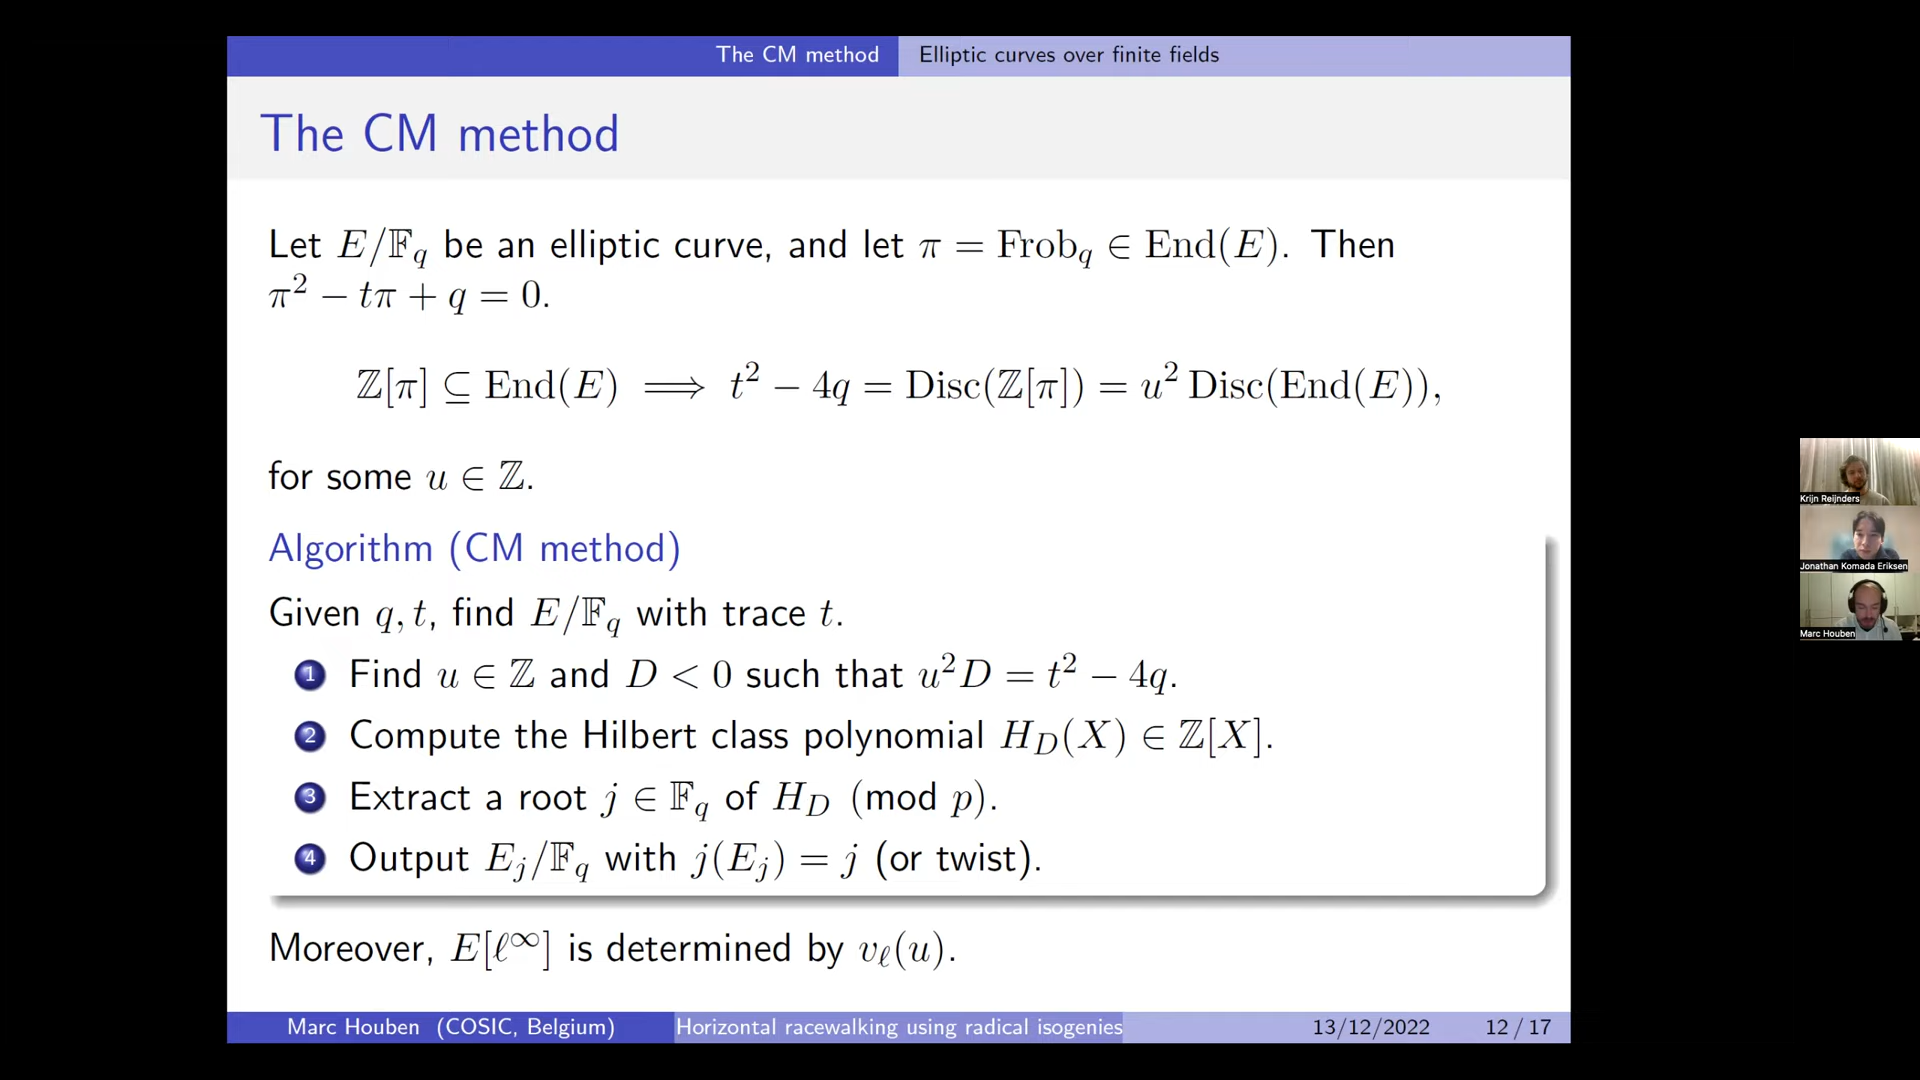 The CM method Elliptic curves over finite fields
The CM method
Let E/𝔽_q be an elliptic curve, and let π = Frob_q ∈ End(E). Then
π² − tπ + q = 0.
ℤ[π] ⊆ End(E) ⟹ t² − 4q = Disc(ℤ[π]) = u² Disc(End(E)),
for some u ∈ ℤ.
Algorithm (CM method)
Given q, t, find E/𝔽_q with trace t.
1 Find u ∈ ℤ and D < 0 such that u²D = t² − 4q.
2 Compute the Hilbert class polynomial H_D(X) ∈ ℤ[X].
3 Extract a root j ∈ 𝔽_q of H_D (mod p).
4 Output E_j/𝔽_q with j(E_j) = j (or twist).
Moreover, E[ℓ^∞] is determined by v_ℓ(u).
Marc Houben (COSIC, Belgium) Horizontal racewalking using radical isogenies 13/12/2022 12 / 17
Krijn Reijnders
Jonathan Komada Eriksen
Marc Houben